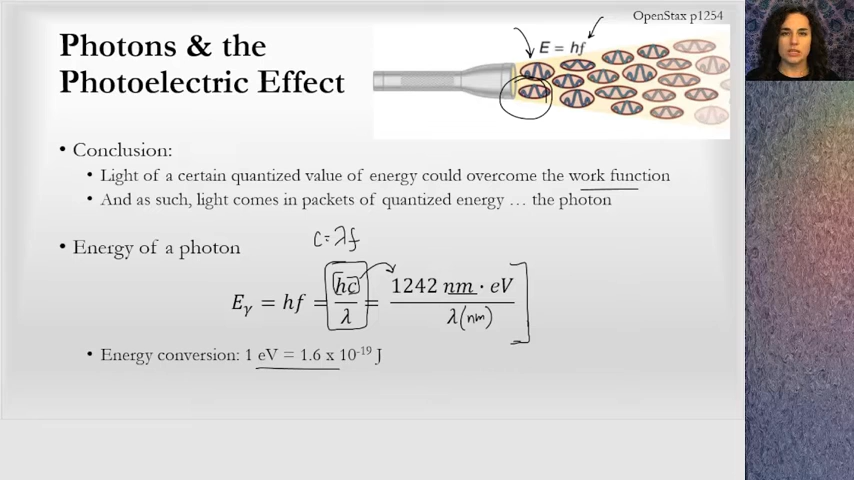 OpenStax p1254
Photons & the
Photoelectric Effect
E = hf
• Conclusion:
• Light of a certain quantized value of energy could overcome the work function
• And as such, light comes in packets of quantized energy … the photon
c = λf
• Energy of a photon
Eγ = hf = hc/λ = 1242 nm · eV/λ(nm)
• Energy conversion: 1 eV = 1.6 x 10⁻¹⁹ J